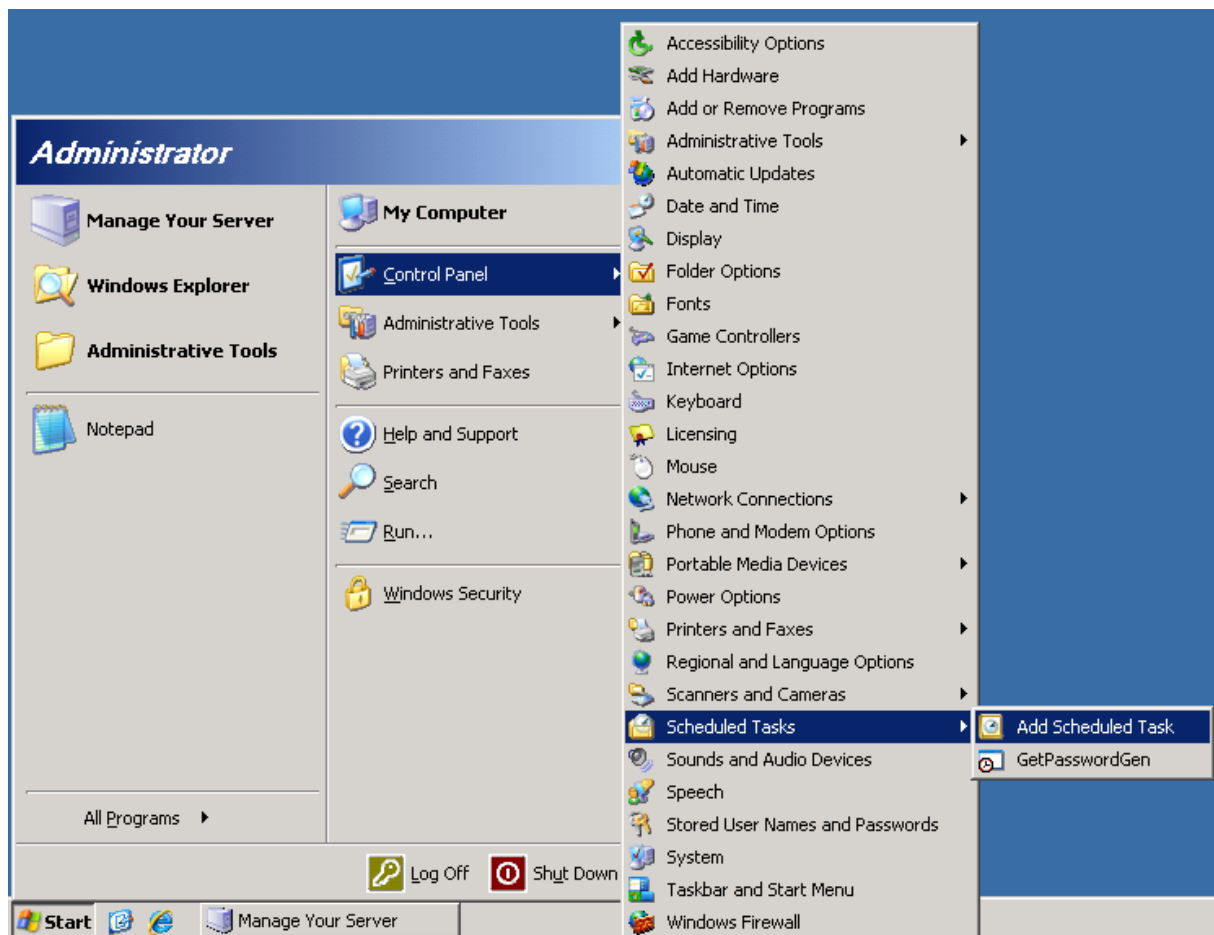 Administrator
Manage Your Server
Windows Explorer
Administrative Tools
Notepad
All Programs
My Computer
Control Panel
Administrative Tools
Printers and Faxes
Help and Support
Search
Run...
Windows Security
Log Off
Shut Down
Accessibility Options
Add Hardware
Add or Remove Programs
Administrative Tools
Automatic Updates
Date and Time
Display
Folder Options
Fonts
Game Controllers
Internet Options
Keyboard
Licensing
Mouse
Network Connections
Phone and Modem Options
Portable Media Devices
Power Options
Printers and Faxes
Regional and Language Options
Scanners and Cameras
Scheduled Tasks
Sounds and Audio Devices
Speech
Stored User Names and Passwords
System
Taskbar and Start Menu
Windows Firewall
Add Scheduled Task
GetPasswordGen
Start
Manage Your Server